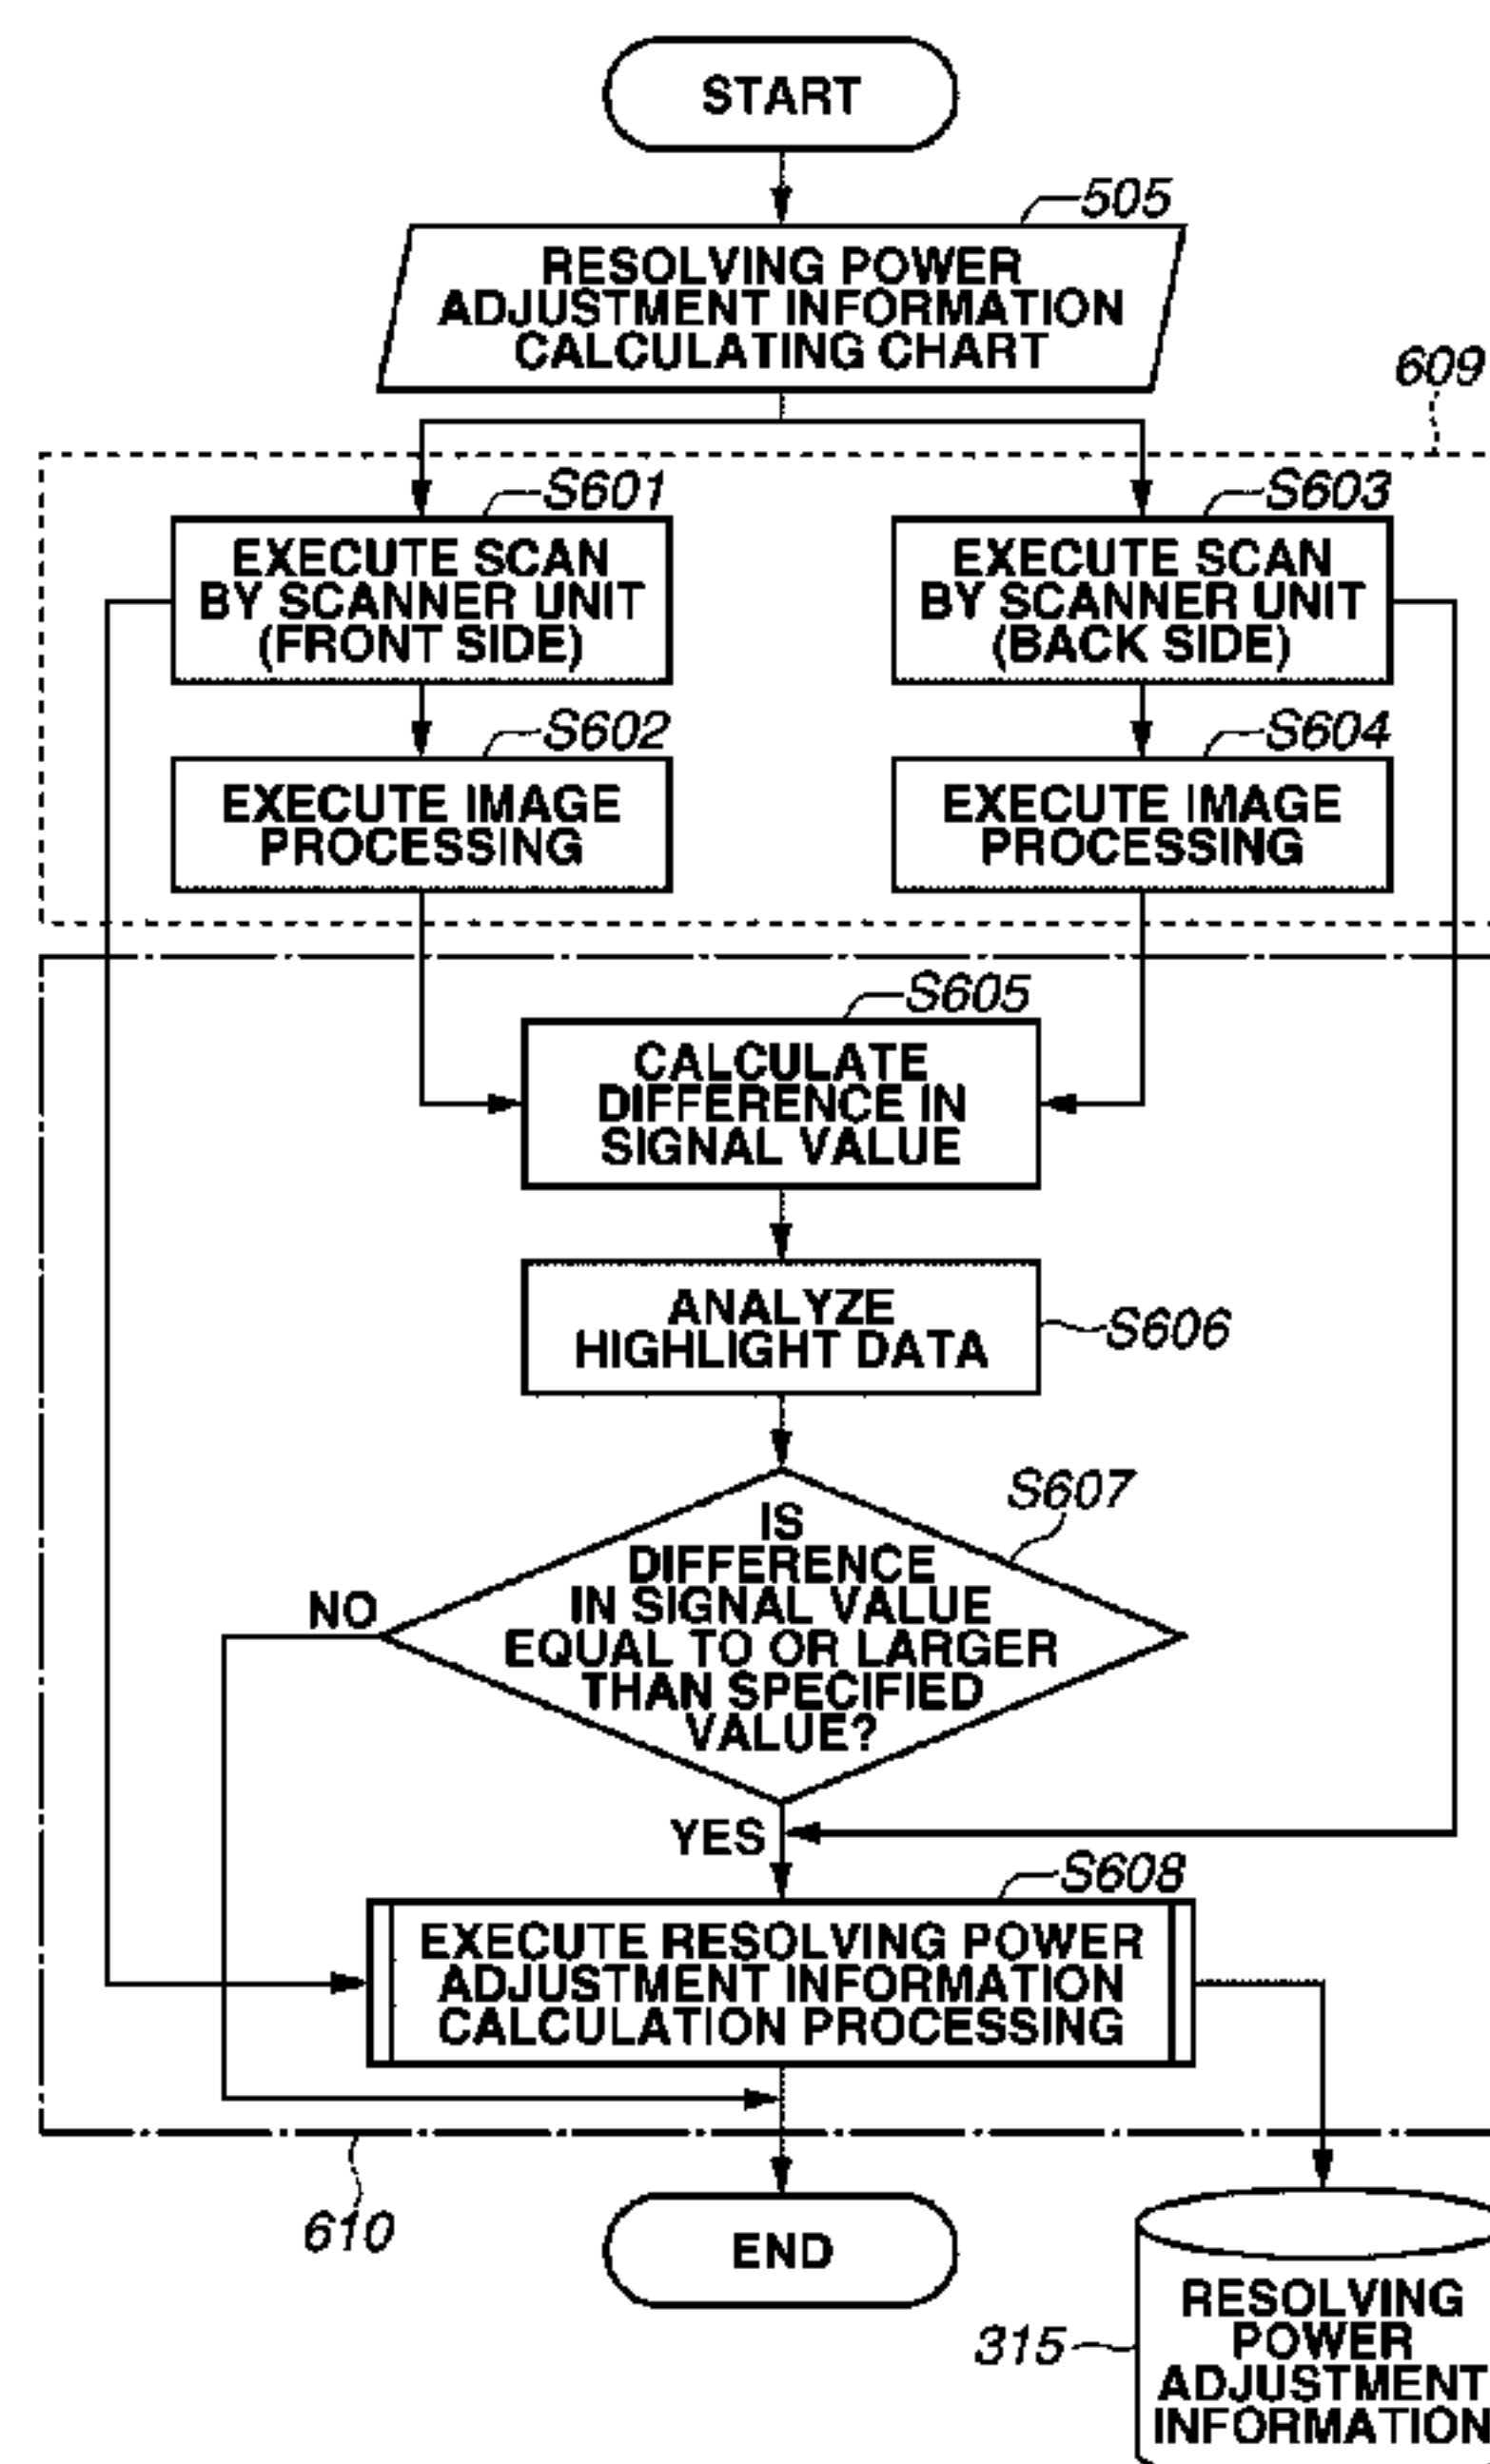 START
505
RESOLVING POWER
ADJUSTMENT INFORMATION
CALCULATING CHART
609
S601
EXECUTE SCAN
BY SCANNER UNIT
(FRONT SIDE)
S603
EXECUTE SCAN
BY SCANNER UNIT
(BACK SIDE)
S602
EXECUTE IMAGE
PROCESSING
S604
EXECUTE IMAGE
PROCESSING
S605
CALCULATE
DIFFERENCE IN
SIGNAL VALUE
ANALYZE
HIGHLIGHT DATA
S606
S607
IS
DIFFERENCE
IN SIGNAL VALUE
EQUAL TO OR LARGER
THAN SPECIFIED
VALUE?
NO
YES
S608
EXECUTE RESOLVING POWER
ADJUSTMENT INFORMATION
CALCULATION PROCESSING
610
END
315
RESOLVING
POWER
ADJUSTMENT
INFORMATION